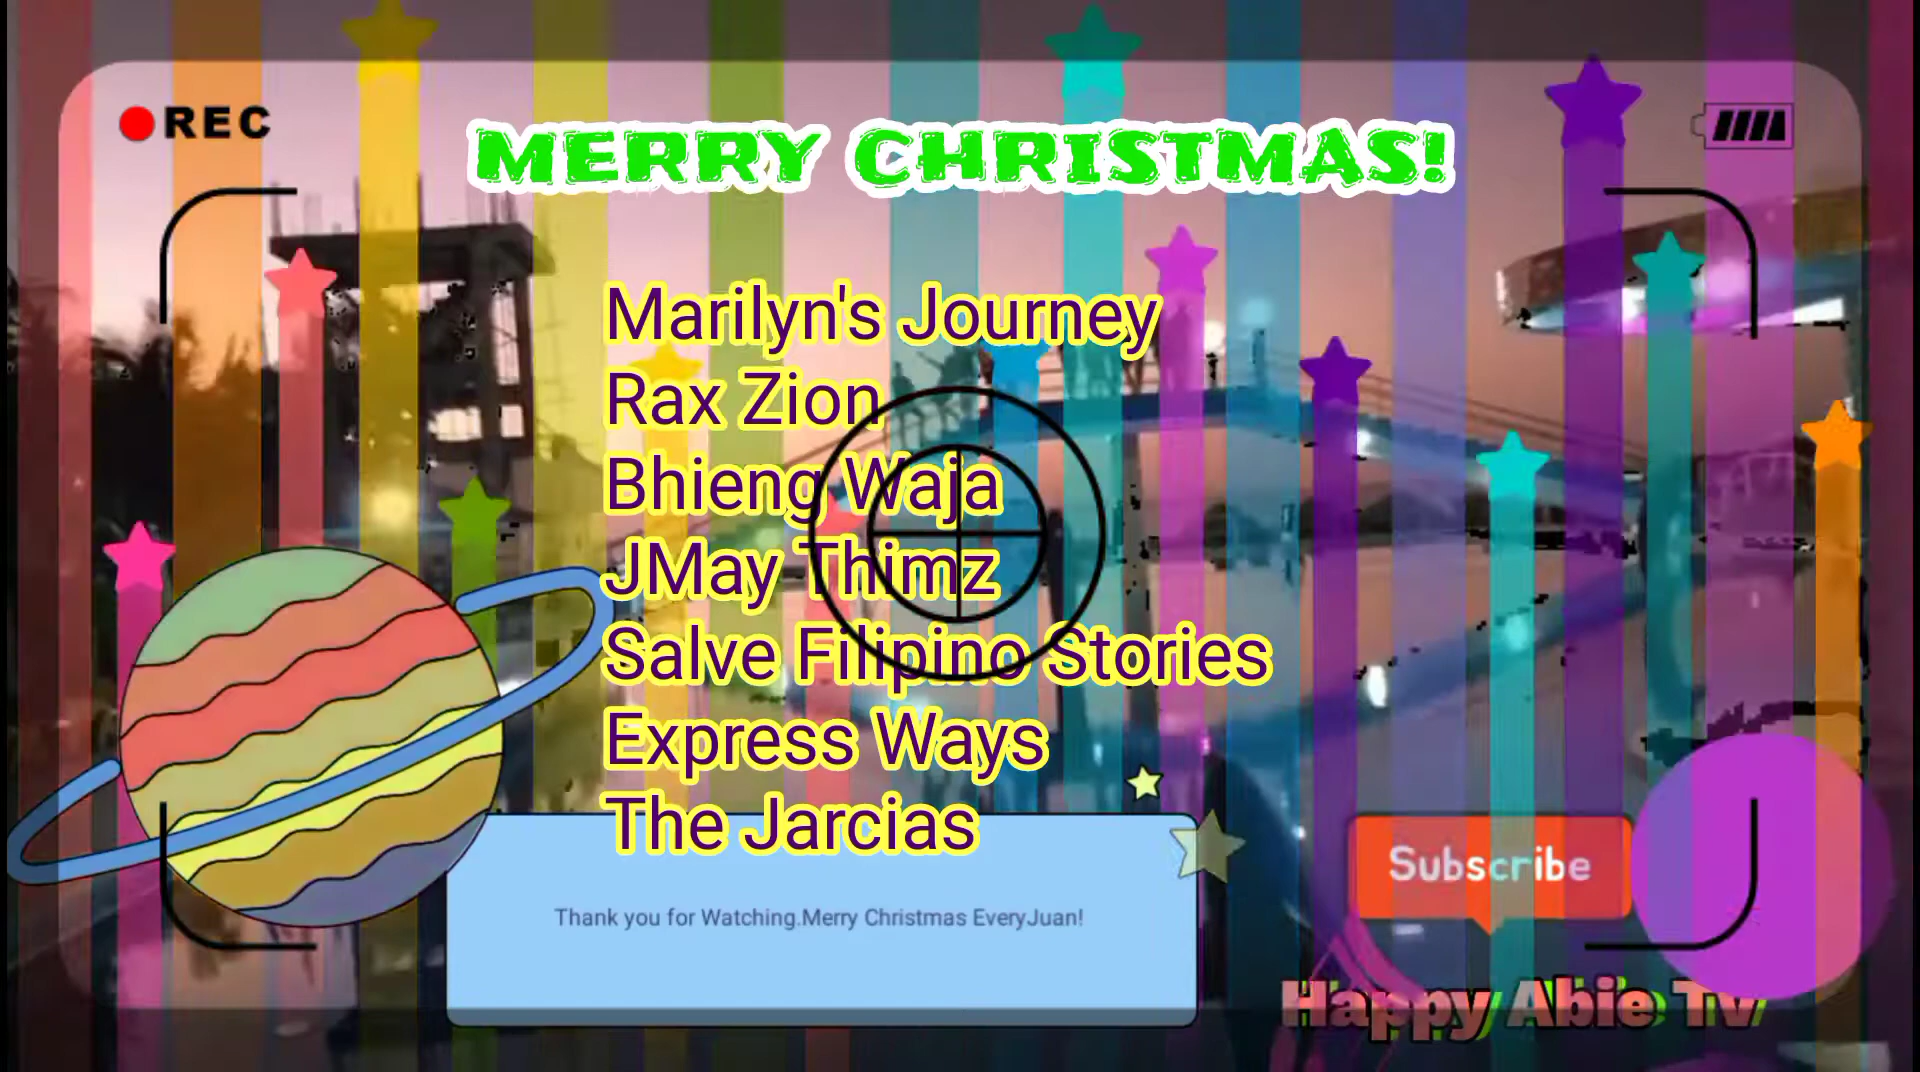 REC
MERRY CHRISTMAS!
Marilyn's Journey
Rax Zion
Bhieng Waja
JMay Thimz
Salve Filipino Stories
Express Ways
The Jarcias
Subscribe
Thank you for Watching.Merry Christmas EveryJuan!
Happy Abie Tv